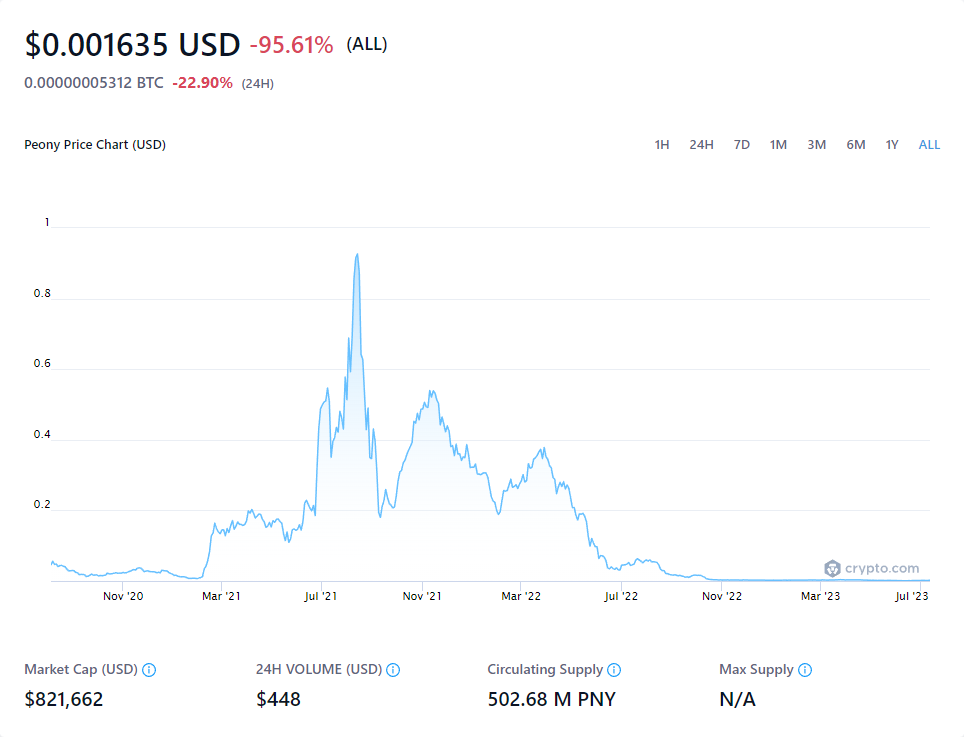 $0.001635 USD -95.61% (ALL)
0.00000005312 BTC -22.90% (24H)
Peony Price Chart (USD) 1H 24H 7D 1M 3M 6M 1Y ALL
1
0.8
0.6
0.4
0.2
crypto.com
Nov '20 Mar '21 Jul '21 Nov '21 Mar '22 Jul '22 Nov '22 Mar '23 Jul '23
Market Cap (USD) 24H VOLUME (USD) Circulating Supply Max Supply
$821,662 $448 502.68 M PNY N/A